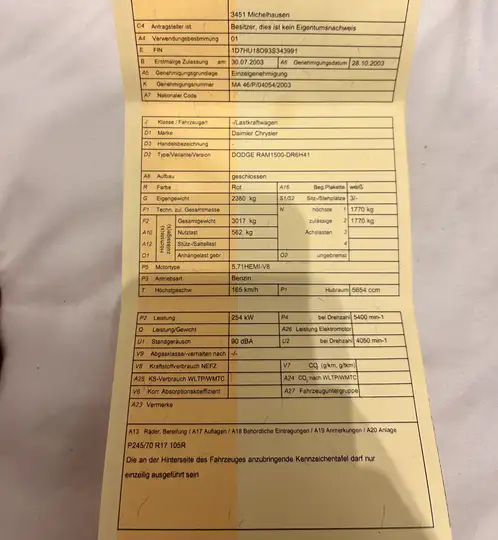 3451 Michelhausen
C4 Antragsteller ist Besitzer, dies ist kein Eigentumsnachweis
A4 Verwendungsbestimmung 01
E FIN 1D7HU18D93S343991
B Erstmalige Zulassung am 30.07.2003 A6 Genehmigungsdatum 28.10.2003
A5 Genehmigungsgrundlage Einzelgenehmigung
K Genehmigungsnummer MA 46/P/04054/2003
A7 Nationaler Code
J Klasse / Fahrzeugart -/Lastkraftwagen
D1 Marke Daimler Chrysler
D3 Handelsbezeichnung -
D2 Type/Variante/Version DODGE RAM1500-DR6H41
A8 Aufbau geschlossen
R Farbe Rot A16 Beg.Plakette weiß
G Eigengewicht 2380 kg S1/S2 Sitz-/Stehplätze 3/-
F1 Techn. zul. Gesamtmasse N höchste 1 1770 kg
F2 Höchste(s) zulässige(s) Gesamtgewicht 3017 kg zulässige 2 1770 kg
A10 Nutzlast 562 kg Achslasten 3
A12 Stütz-/Sattellast 4
O1 Anhängelast gebr. O2 ungebremst
P5 Motortype 5.71HEMI-V8
P3 Antriebsart Benzin
T Höchstgeschw. 165 km/h P1 Hubraum 5654 ccm
P2 Leistung 254 kW P4 bei Drehzahl 5400 min-1
Q Leistung/Gewicht A26 Leistung Elektromotor
U1 Standgeräusch 90 dBA U2 bei Drehzahl 4050 min-1
V9 Abgasklasse/-verhalten nach -/-
V8 Kraftstoffverbrauch NEFZ V7 CO₂ (g/km, g/tkm)
A25 KS-Verbrauch WLTP/WMTC A24 CO₂ nach WLTP/WMTC
V6 Korr. Absorptionskoeffizient A27 Fahrzeuguntergruppe
A23 Vermerke
A13 Räder, Bereifung / A17 Auflagen / A18 Behördliche Eintragungen / A19 Anmerkungen / A20 Anlage
P245/70 R17 105R
Die an der Hinterseite des Fahrzeuges anzubringende Kennzeichentafel darf nur
einzeilig ausgeführt sein